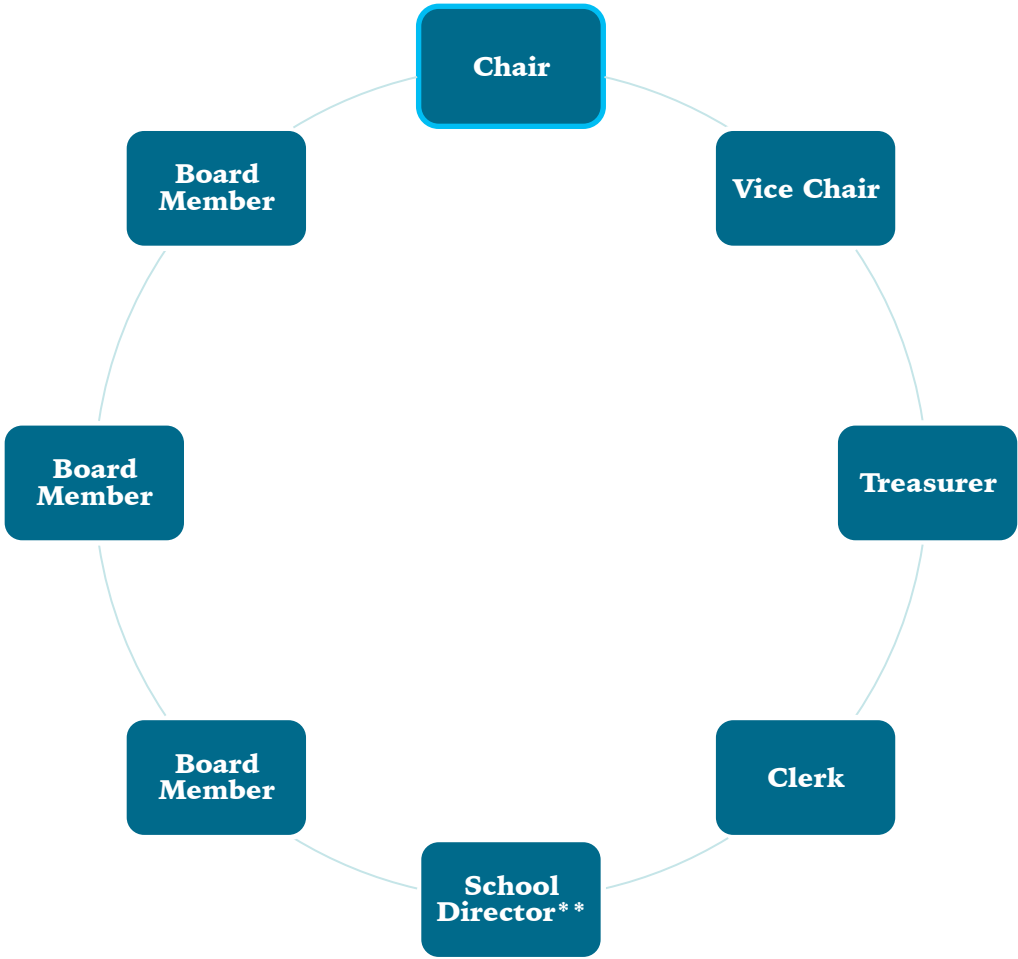 Chair
Vice Chair
Treasurer
Clerk
School
Director**
Board
Member
Board
Member
Board
Member